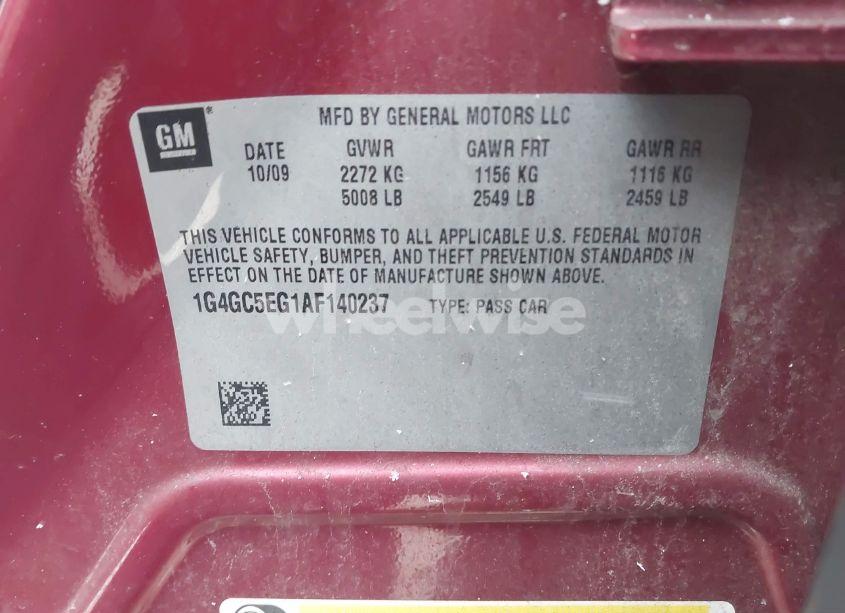 GM
MFD BY GENERAL MOTORS LLC
DATE GVWR GAWR FRT GAWR RR
10/09 2272 KG 1156 KG 1116 KG
5008 LB 2549 LB 2459 LB
THIS VEHICLE CONFORMS TO ALL APPLICABLE U.S. FEDERAL MOTOR
VEHICLE SAFETY, BUMPER, AND THEFT PREVENTION STANDARDS IN
EFFECT ON THE DATE OF MANUFACTURE SHOWN ABOVE.
1G4GC5EG1AF140237 TYPE: PASS CAR
wheelwise